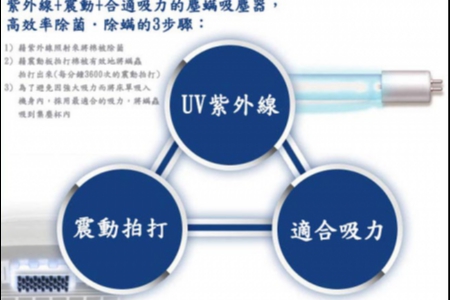 紫外線+震動+合適吸力的塵蟎吸塵器，
高效率除菌．除蟎的3步驟：
1) 藉紫外線照射來將棉被除菌
2) 藉震動板拍打棉被有效地將蟎蟲
拍打出來(每分鐘3600次的震動拍打)
3) 為了避免因強大吸力而將床單吸入
機身內，採用最適合的吸力，將蟎蟲
吸到集塵杯內
UV紫外線
震動拍打
適合吸力